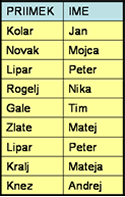 PRIIMEK IME
Kolar Jan
Novak Mojca
Lipar Peter
Rogelj Nika
Gale Tim
Zlate Matej
Lipar Peter
Kralj Mateja
Knez Andrej